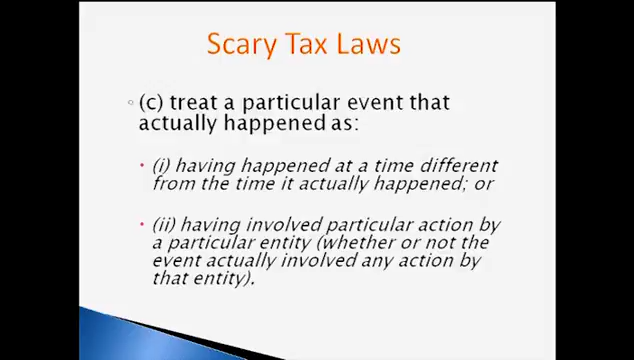 Scary Tax Laws
(c) treat a particular event that
actually happened as:
(i) having happened at a time different
from the time it actually happened; or
(ii) having involved particular action by
a particular entity (whether or not the
event actually involved any action by
that entity).